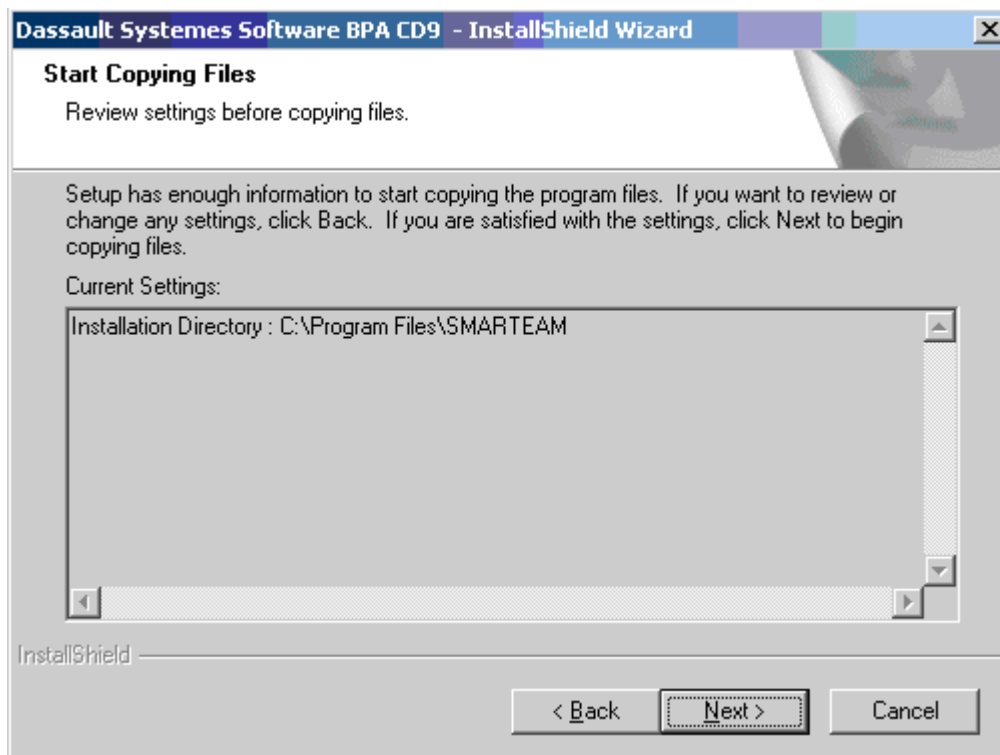 Dassault Systemes Software BPA CD9 - InstallShield Wizard
Start Copying Files
Review settings before copying files.
Setup has enough information to start copying the program files. If you want to review or
change any settings, click Back. If you are satisfied with the settings, click Next to begin
copying files.
Current Settings:
Installation Directory : C:\Program Files\SMARTEAM
InstallShield
< Back
Next >
Cancel